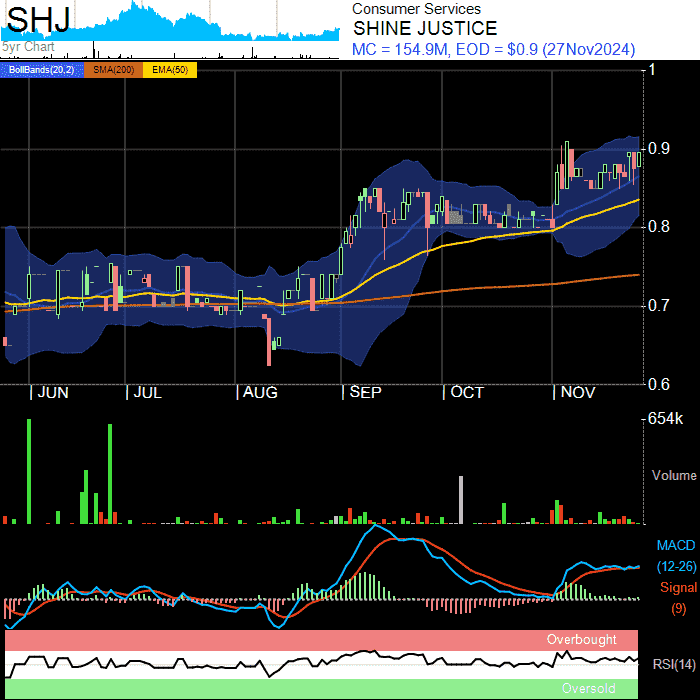 SHJ
5yr Chart
Consumer Services
SHINE JUSTICE
MC = 154.9M, EOD = $0.9 (27Nov2024)
BollBands(20,2) SMA(200) EMA(50)
1
0.9
0.8
0.7
0.6
JUN JUL AUG SEP OCT NOV
654k
Volume
MACD
(12-26)
Signal
(9)
Overbought
RSI(14)
Oversold